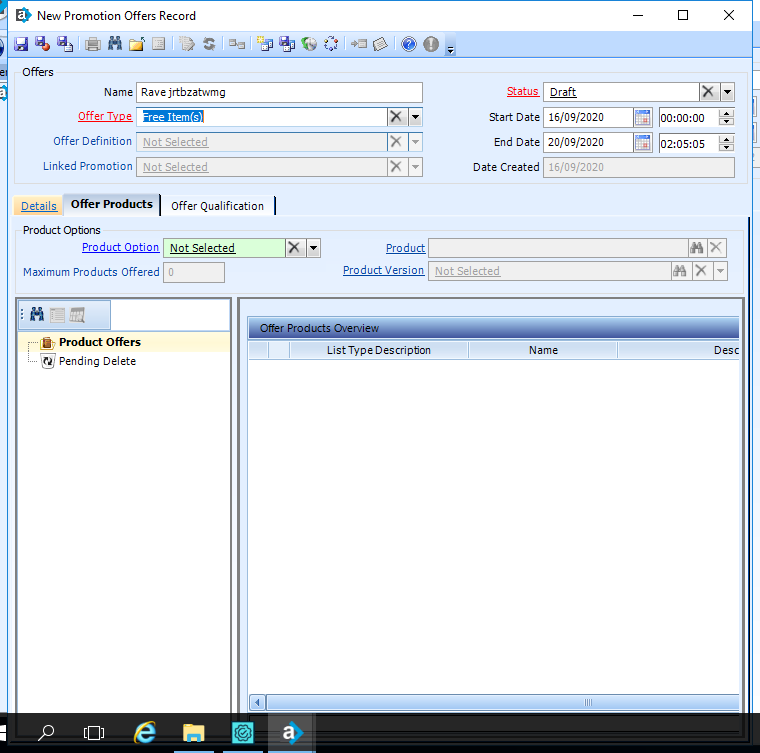 New Promotion Offers Record
Offers
Name Rave jrtbzatwmg Status Draft
Offer Type Free Item(s) Start Date 16/09/2020 00:00:00
Offer Definition Not Selected End Date 20/09/2020 02:05:05
Linked Promotion Not Selected Date Created 16/09/2020
Details Offer Products Offer Qualification
Product Options
Product Option Not Selected Product
Maximum Products Offered 0 Product Version Not Selected
Offer Products Overview
Product Offers List Type Description Name Desc
Pending Delete